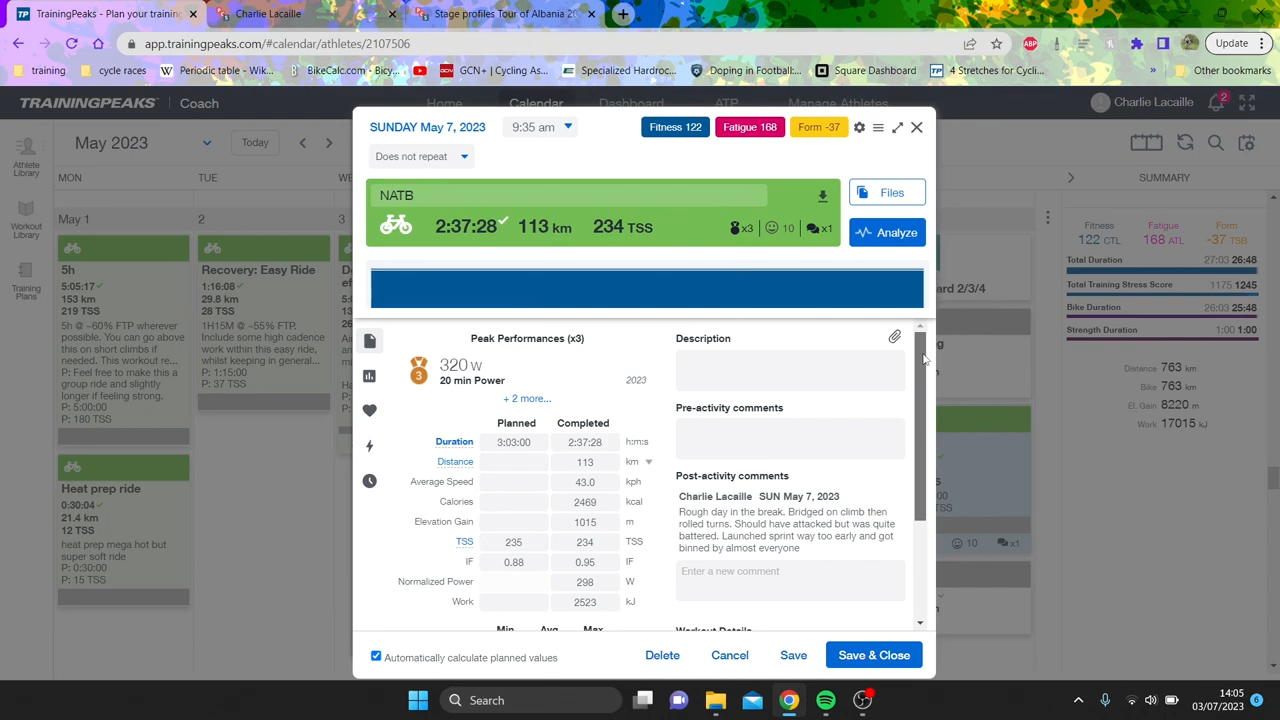 TrainingPeaks - Plan your training
Charlie Lacaille
Stage profiles Tour of Albania 20
app.trainingpeaks.com/#calendar/athletes/2107506
Update
training
cycle races
Periodic table - Wik...
BikeCalc.com - Bicy...
GCN+ | Cycling As...
Specialized Hardroc...
Doping in Football:...
Square Dashboard
4 Stretches for Cycli...
Other bookmarks
TRAININGPEAKS
Coach
Home
Calendar
Dashboard
ATP
Manage Athletes
Charlie Lacaille
2
May 2023
Today
Athlete
Library
Workout
Library
Training
Plans
MON
TUE
WE
SUMMARY
May 1
2
3
5h
5:05:17
153 km
219 TSS
5h @ ~60% FTP wherever
possible. You can go above
this on short climbs if
needed. This workout re...
P: Feel free to make this a
group ride and slightly
longer if feeling strong.
P: 5:00:00
P: 180 TSS
Heat prep ride
0:30:04
21.4 km
12 TSS
heat prep mega hot but
super soft ride
P: 0:30:00
P: 15 TSS
Recovery: Easy Ride
1:16:08
29.8 km
38 TSS
1H15M @ ~55% FTP.
Include some high cadence
work within this easy ride,
whilst keeping in general...
P: 1:15:00
P: 37 TSS
SUNDAY May 7, 2023
9:35 am
Fitness 122
Fatigue 168
Form -37
Does not repeat
NATB
2:37:28
113 km
234 TSS
x3
10
x1
Files
Analyze
Peak Performances (x3)
3
320 W
20 min Power
2023
+ 2 more...
Planned
Completed
Duration
3:03:00
2:37:28
h:m:s
Distance
113
km
Average Speed
43.0
kph
Calories
2469
kcal
Elevation Gain
1015
m
TSS
235
234
TSS
IF
0.88
0.95
IF
Normalized Power
298
W
Work
2523
kJ
Min
Avg
Max
Description
Pre-activity comments
Post-activity comments
Charlie Lacaille SUN May 7, 2023
Rough day in the break. Bridged on climb then
rolled turns. Should have attacked but was quite
battered. Launched sprint way too early and got
binned by almost everyone
Enter a new comment
Workout Details
Automatically calculate planned values
Delete
Cancel
Save
Save & Close
ard 2/3/4
10
x1
Fitness
122 CTL
Fatigue
168 ATL
Form
-37 TSB
Total Duration
27:03 26:48
Total Training Stress Score
1175 1245
Bike Duration
26:03 25:48
Strength Duration
1:00 1:00
Distance 763 km
Bike 763 km
El. Gain 8220 m
Work 17015 kJ
Search
14:05
03/07/2023
6